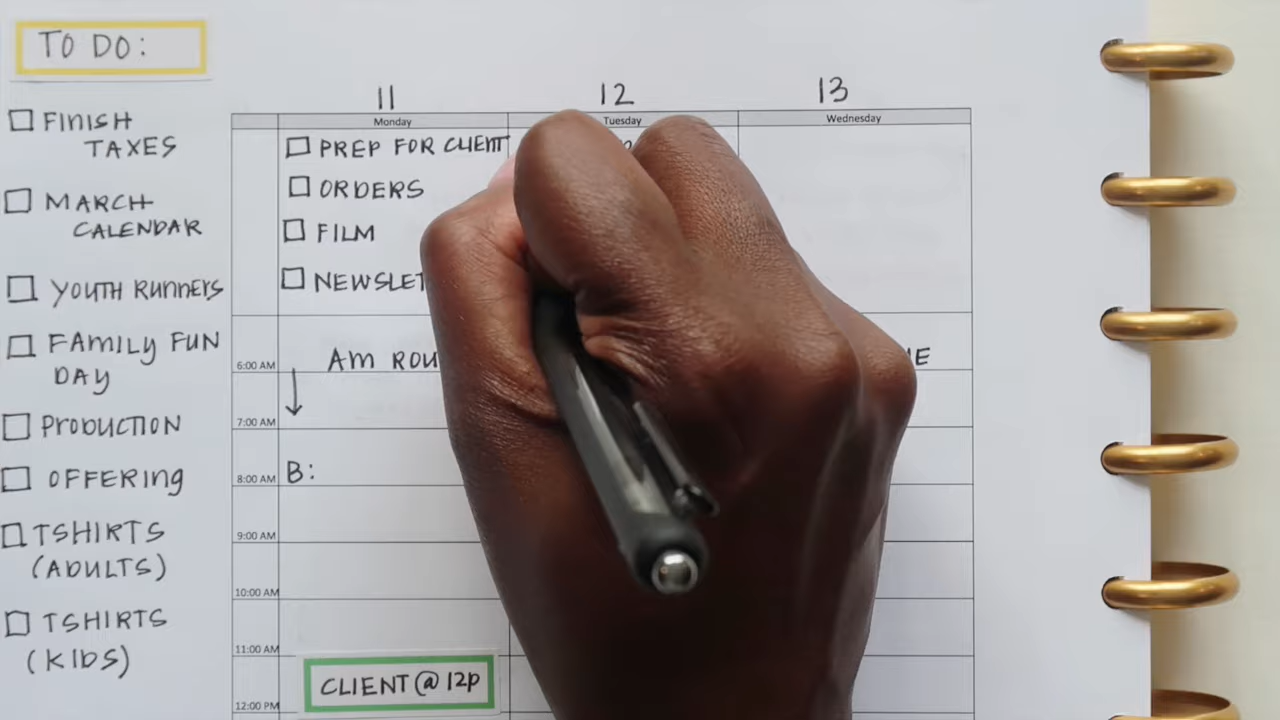 TO DO:
FINISH
TAXES
MARCH
CALENDAR
YOUTH RUNNERS
FAMILY FUN
DAY
PRODUCTION
OFFERING
TSHIRTS
(ADULTS)
TSHIRTS
(KIDS)
11 12 13
Monday Tuesday Wednesday
PREP FOR CLIENT
ORDERS
FILM
6:00 AM AM
7:00 AM
8:00 AM B:
9:00 AM
10:00 AM
11:00 AM
CLIENT @ 12p
12:00 PM